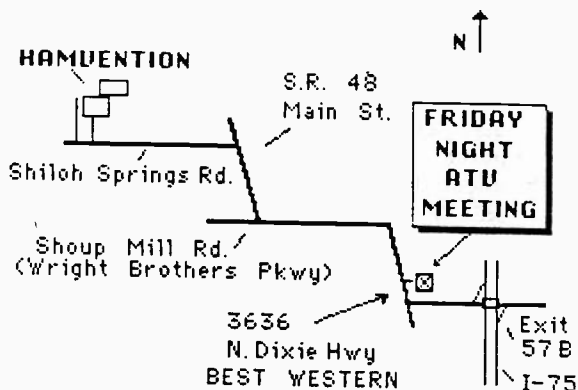 N
HAMVENTION
S.R. 48
Main St.
FRIDAY
NIGHT
ATV
MEETING
Shiloh Springs Rd.
Shoup Mill Rd.
(Wright Brothers Pkwy)
3636
N. Dixie Hwy
BEST WESTERN
Exit
57B
I-75